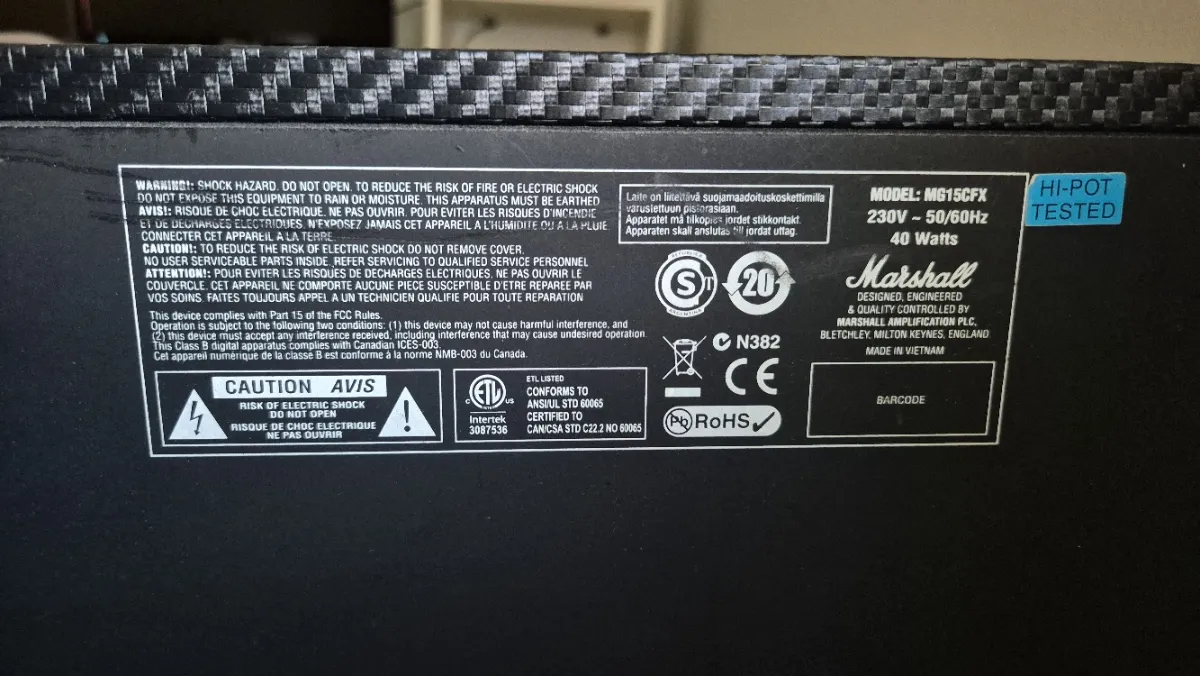 WARNING!: SHOCK HAZARD. DO NOT OPEN. TO REDUCE THE RISK OF FIRE OR ELECTRIC SHOCK
DO NOT EXPOSE THIS EQUIPMENT TO RAIN OR MOISTURE. THIS APPARATUS MUST BE EARTHED
AVIS!: RISQUE DE CHOC ELECTRIQUE. NE PAS OUVRIR. POUR EVITER LES RISQUES D'INCENDIE
ET DE DECHARGES ELECTRIQUES, N'EXPOSEZ JAMAIS CET APPAREIL A L'HUMIDITE OU A LA PLUIE
CONNECTER CET APPAREIL A LA TERRE.
CAUTION!: TO REDUCE THE RISK OF ELECTRIC SHOCK DO NOT REMOVE COVER.
NO USER SERVICEABLE PARTS INSIDE. REFER SERVICING TO QUALIFIED SERVICE PERSONNEL
ATTENTION!: POUR EVITER LES RISQUES DE DECHARGES ELECTRIQUES, NE PAS OUVRIR LE
COUVERCLE. CET APPAREIL NE COMPORTE AUCUNE PIECE SUSCEPTIBLE D'ETRE REPAREE PAR
VOS SOINS. FAITES TOUJOURS APPEL A UN TECHNICIEN QUALIFIE POUR TOUTE REPARATION
This device complies with Part 15 of the FCC Rules.
Operation is subject to the following two conditions: (1) this device may not cause harmful interference, and
(2) this device must accept any interference received, including interference that may cause undesired operation.
This Class B digital apparatus complies with Canadian ICES-003.
Cet appareil numérique de la classe B est conforme à la norme NMB-003 du Canada.
CAUTION AVIS
RISK OF ELECTRIC SHOCK
DO NOT OPEN
RISQUE DE CHOC ELECTRIQUE
NE PAS OUVRIR
C ETL US
Intertek
3087536
ETL LISTED
CONFORMS TO
ANSI/UL STD 60065
CERTIFIED TO
CAN/CSA STD C22.2 NO 60065
Laite on liitettävä suojamaadoituskoskettimilla
varustettuun pistorasiaan.
Apparatet må tilkoples jordet stikkontakt.
Apparaten skall anslutas till jordat uttag.
S T
ARGENTINA
20
N382
CE
Pb RoHS
MODEL: MG15CFX
230V ~ 50/60Hz
40 Watts
Marshall
DESIGNED, ENGINEERED
& QUALITY CONTROLLED BY
MARSHALL AMPLIFICATION PLC,
BLETCHLEY, MILTON KEYNES, ENGLAND
MADE IN VIETNAM
BARCODE
HI-POT
TESTED